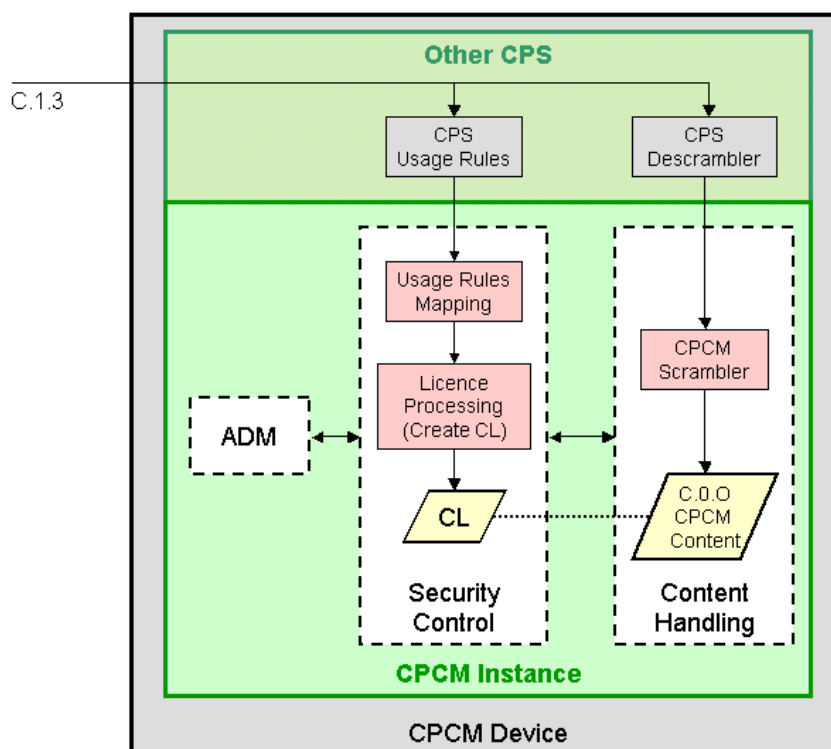 Other CPS
C.1.3
CPS
Usage Rules
CPS
Descrambler
Usage Rules
Mapping
CPCM
Scrambler
Licence
Processing
(Create CL)
ADM
CL
C.0.O
CPCM
Content
Security
Control
Content
Handling
CPCM Instance
CPCM Device